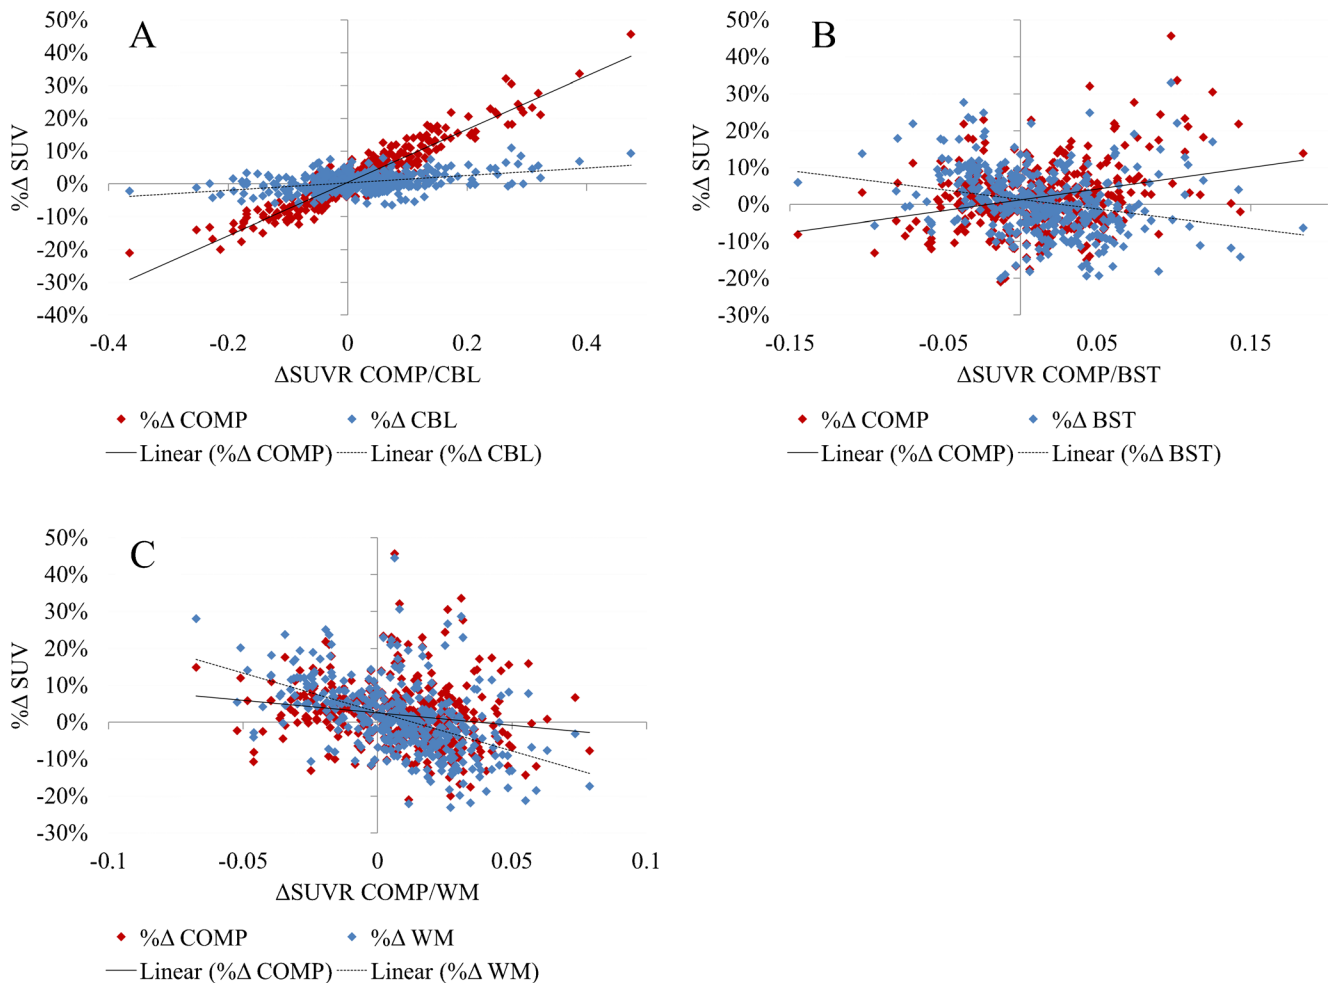 A
50%
40%
30%
20%
10%
0%
-10%
-20%
-30%
-40%
%Δ SUV
-0.4 -0.2 0 0.2 0.4
ΔSUVR COMP/CBL
%Δ COMP %Δ CBL
Linear (%Δ COMP) Linear (%Δ CBL)
B
50%
40%
30%
20%
10%
0%
-10%
-20%
-30%
%Δ SUV
-0.15 -0.05 0.05 0.15
ΔSUVR COMP/BST
%Δ COMP %Δ BST
Linear (%Δ COMP) Linear (%Δ BST)
C
50%
40%
30%
20%
10%
0%
-10%
-20%
-30%
%Δ SUV
-0.1 -0.05 0 0.05 0.1
ΔSUVR COMP/WM
%Δ COMP %Δ WM
Linear (%Δ COMP) Linear (%Δ WM)